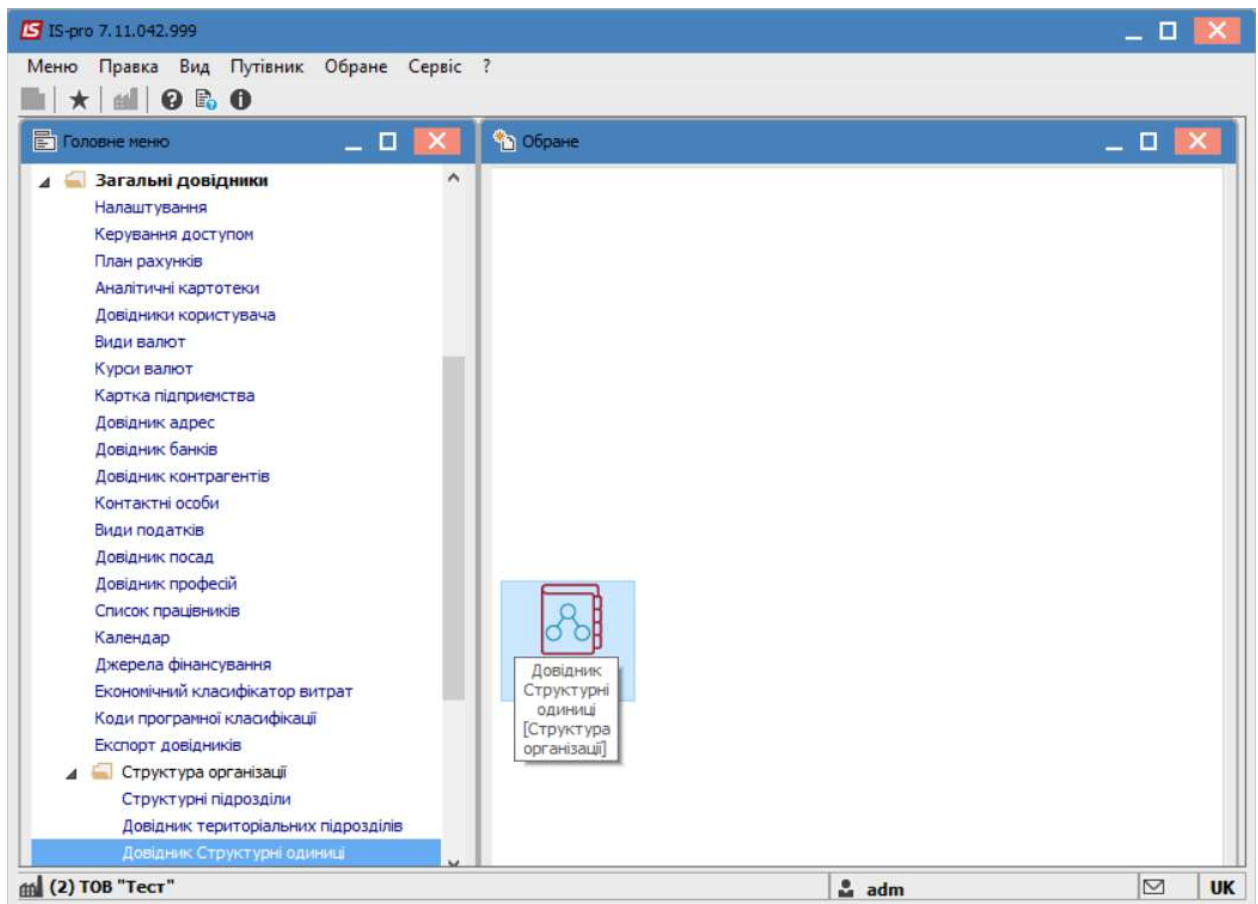 IS-pro 7.11.042.999
Меню Правка Вид Путівник Обране Сервіс ?
Головне меню
Загальні довідники
Налаштування
Керування доступом
План рахунків
Аналітичні картотеки
Довідники користувача
Види валют
Курси валют
Картка підприємства
Довідник адрес
Довідник банків
Довідник контрагентів
Контактні особи
Види податків
Довідник посад
Довідник професій
Список працівників
Календар
Джерела фінансування
Економічний класифікатор витрат
Коди програмної класифікації
Експорт довідників
Структура організації
Структурні підрозділи
Довідник територіальних підрозділів
Довідник Структурні одиниці
Обране
Довідник
Структурні
одиниці
[Структура
організації]
(2) ТОВ "Тест"
adm
UK